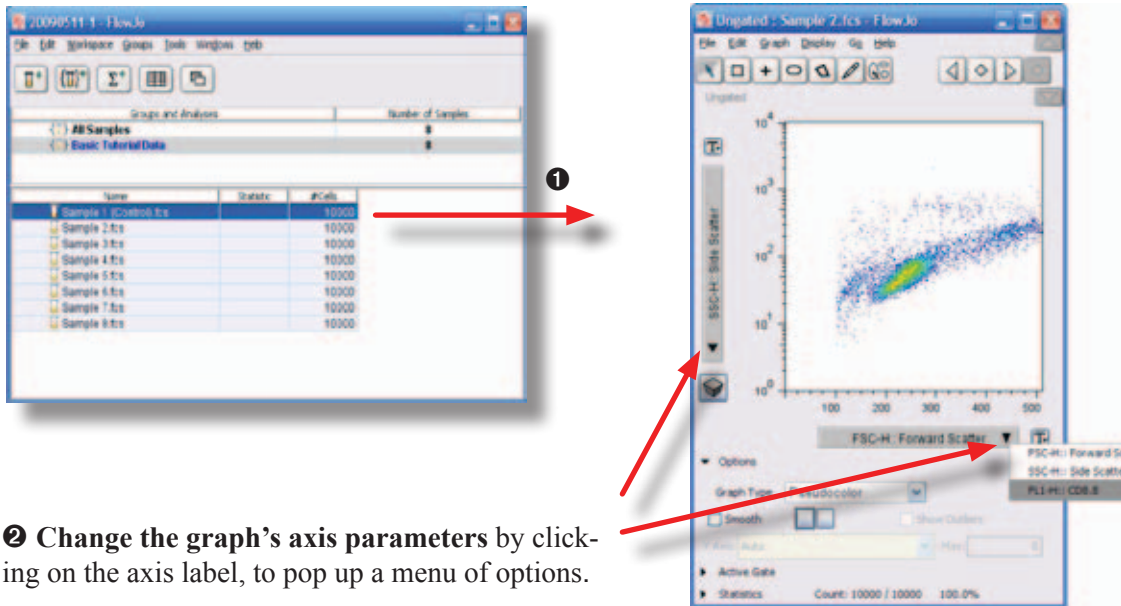 20090511-1 - FlowJo
File Edit Workspace Groups Tools Windows Help
Groups and Analyses Number of Samples
All Samples 8
Basic Tutorial Data 8
Name Statistic #Cells
Sample 1 (Control).fcs 10000
Sample 2.fcs 10000
Sample 3.fcs 10000
Sample 4.fcs 10000
Sample 5.fcs 10000
Sample 6.fcs 10000
Sample 7.fcs 10000
Sample 8.fcs 10000
❶
Ungated : Sample 2.fcs - FlowJo
File Edit Graph Display Gq Help
Ungated
10⁴
10³
10²
10¹
10⁰
SSC-H:: Side Scatter
100 200 300 400 500
FSC-H:: Forward Scatter
FSC-H:: Forward Sc
SSC-H:: Side Scatte
FL1-H:: CD8.8
Options
Graph Type Pseudocolor
Smooth Show Outliers
Axis Auto Max: 0
Active Gate
Statistics Count: 10000 / 10000 100.0%
❷ Change the graph’s axis parameters by click-
ing on the axis label, to pop up a menu of options.